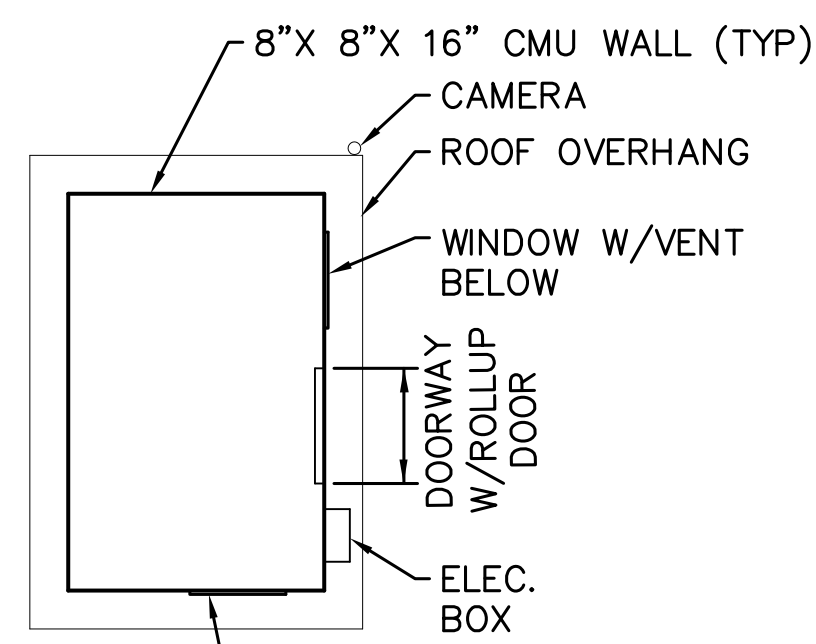 8”X 8”X 16” CMU WALL (TYP)
CAMERA
ROOF OVERHANG
WINDOW W/VENT
BELOW
DOORWAY
W/ROLLUP
DOOR
ELEC.
BOX